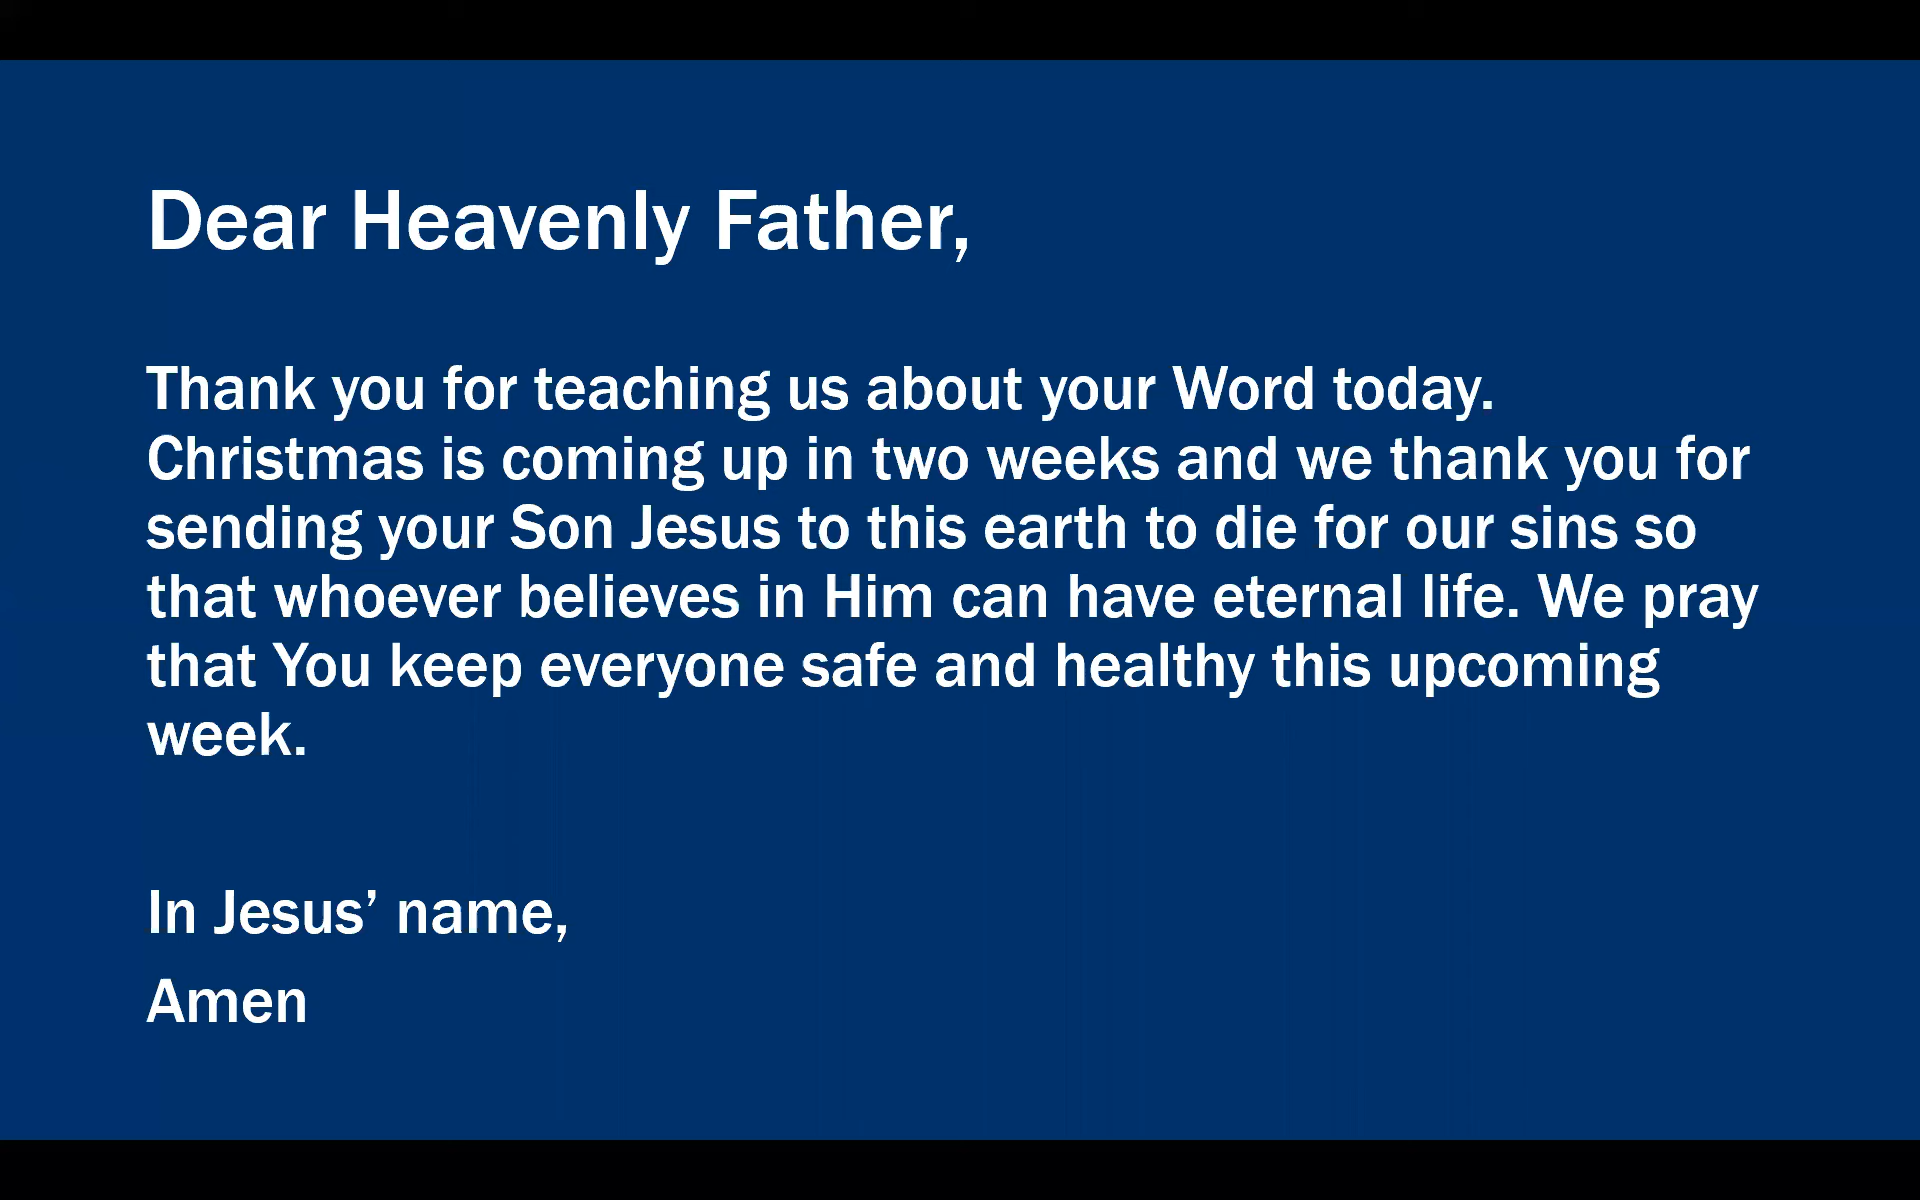 Dear Heavenly Father,
Thank you for teaching us about your Word today.
Christmas is coming up in two weeks and we thank you for
sending your Son Jesus to this earth to die for our sins so
that whoever believes in Him can have eternal life. We pray
that You keep everyone safe and healthy this upcoming
week.
In Jesus’ name,
Amen